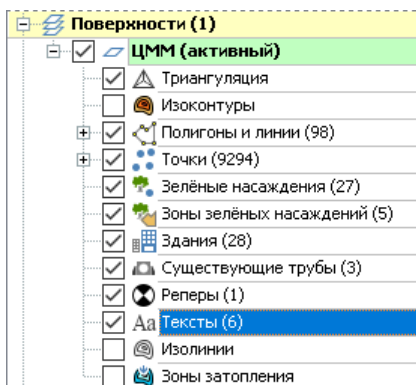 Поверхности (1)
ЦММ (активный)
Триангуляция
Изоконтуры
Полигоны и линии (98)
Точки (9294)
Зелёные насаждения (27)
Зоны зелёных насаждений (5)
Здания (28)
Существующие трубы (3)
Реперы (1)
Aa Тексты (6)
Изолинии
Зоны затопления